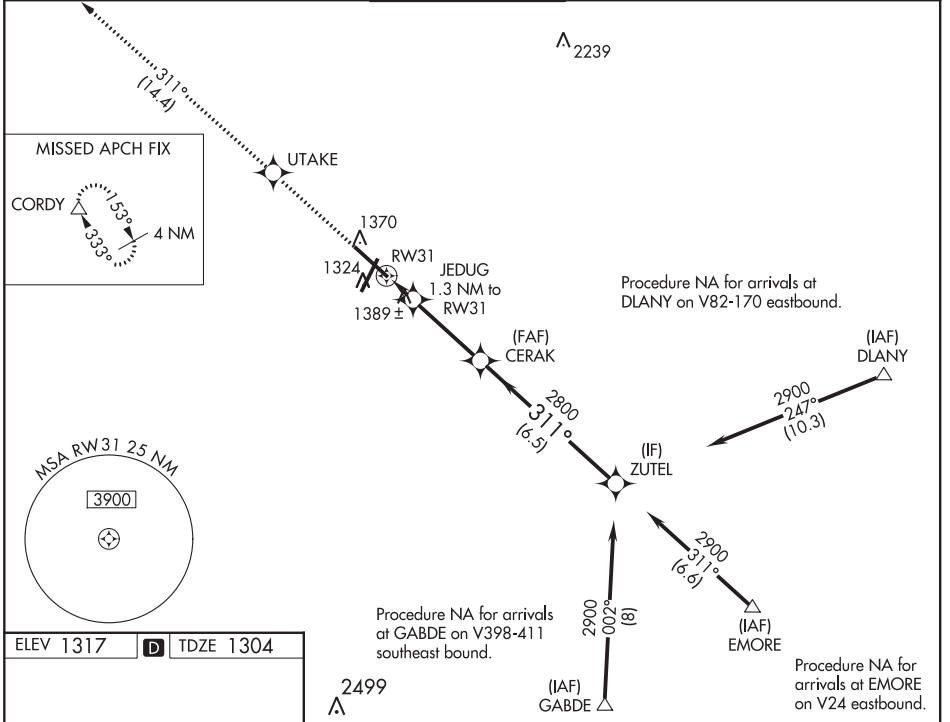 2239
311°
(14.4)
UTAKE
MISSED APCH FIX
CORDY
153°
333°
4 NM
1370
RW31
1324
JEDUG
1.3 NM to
RW31
1389 ±
Procedure NA for arrivals at
DLANY on V82-170 eastbound.
(FAF)
CERAK
(IAF)
DLANY
2900
247°
(10.3)
2800
311°
(6.5)
(IF)
ZUTEL
MSA RW31 25 NM
3900
2900
311°
(6.6)
2900
002°
(8)
Procedure NA for arrivals
at GABDE on V398-411
southeast bound.
(IAF)
EMORE
ELEV 1317
D
TDZE 1304
Procedure NA for
arrivals at EMORE
on V24 eastbound.
2499
(IAF)
GABDE